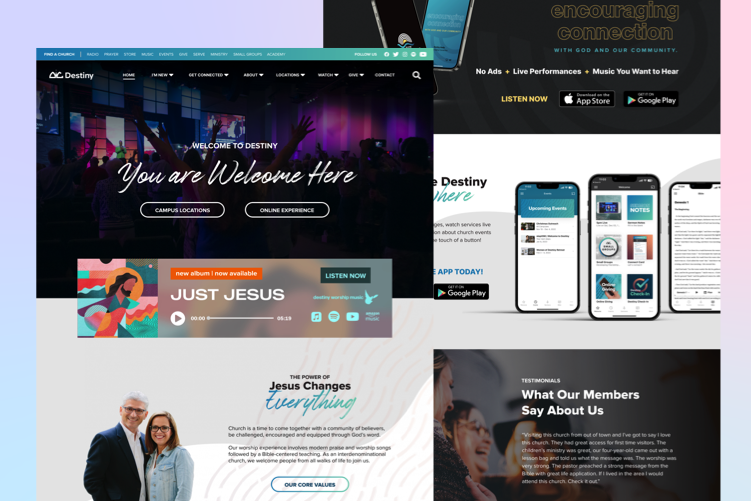 FIND A CHURCH | RADIO PRAYER STORE MUSIC EVENTS GIVE SERVE MINISTRY SMALL GROUPS ACADEMY
FOLLOW US
Destiny
HOME I'M NEW GET CONNECTED ABOUT LOCATIONS WATCH GIVE CONTACT
WELCOME TO DESTINY
You are Welcome Here
CAMPUS LOCATIONS
ONLINE EXPERIENCE
new album | now available
LISTEN NOW
JUST JESUS
destiny worship music
00:00
05:19
amazon music
THE POWER OF
Jesus Changes
Everything
Church is a time to come together with a community of believers,
be challenged, encouraged and equipped through God's word.
Our worship experience involves modern praise and worship songs
followed by a Bible-centered teaching. As an interdenominational
church, we welcome people from all walks of life to join us.
OUR CORE VALUES
encouraging
connection
WITH GOD AND OUR COMMUNITY.
No Ads + Live Performances + Music You Want to Hear
LISTEN NOW
Download on the
App Store
GET IT ON
Google Play
e Destiny
here
ges, watch services live
on about church events
e touch of a button!
E APP TODAY!
GET IT ON
Google Play
Upcoming Events
NOTES
SMALL GROUPS
Check-in
TESTIMONIALS
What Our Members
Say About Us
"Visiting this church from out of town and I've got to say I love
this church. They had great access for first time visitors. The
children's ministry was great, our four-year-old came out with a
lesson bag and told us what the message was. The worship was
very strong. The pastor preached a strong message from the
Bible with great life application. If I lived in the area I would
attend this church. Check it out."